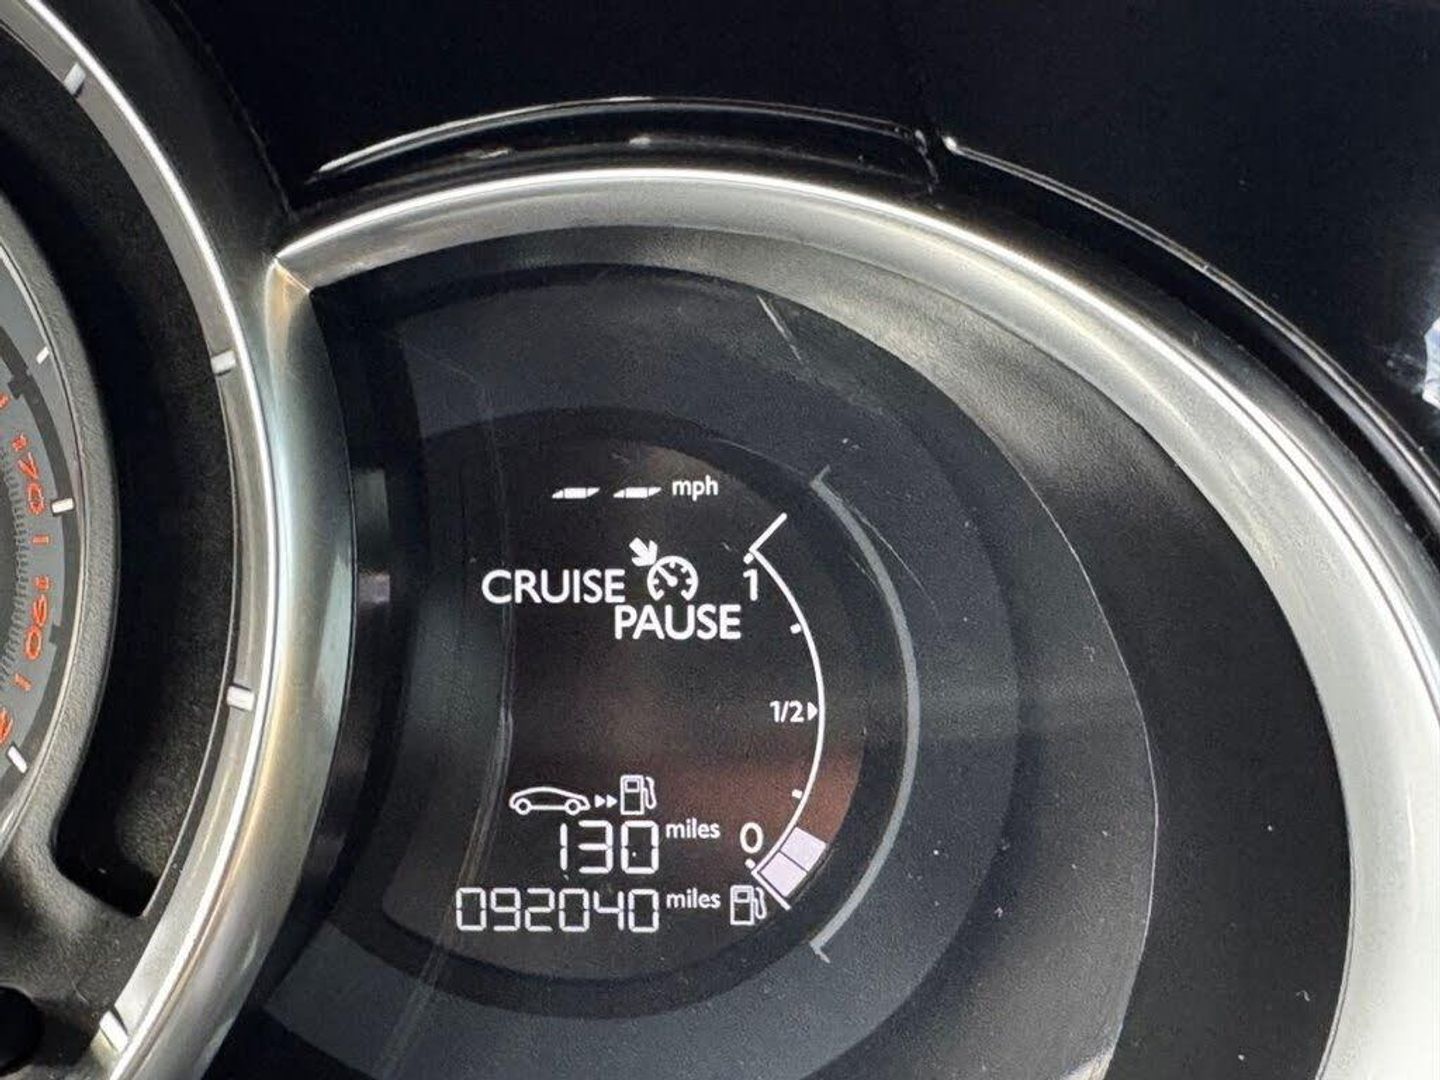 -- -- mph
CRUISE
PAUSE
1
1/2
130 miles
0
092040 miles